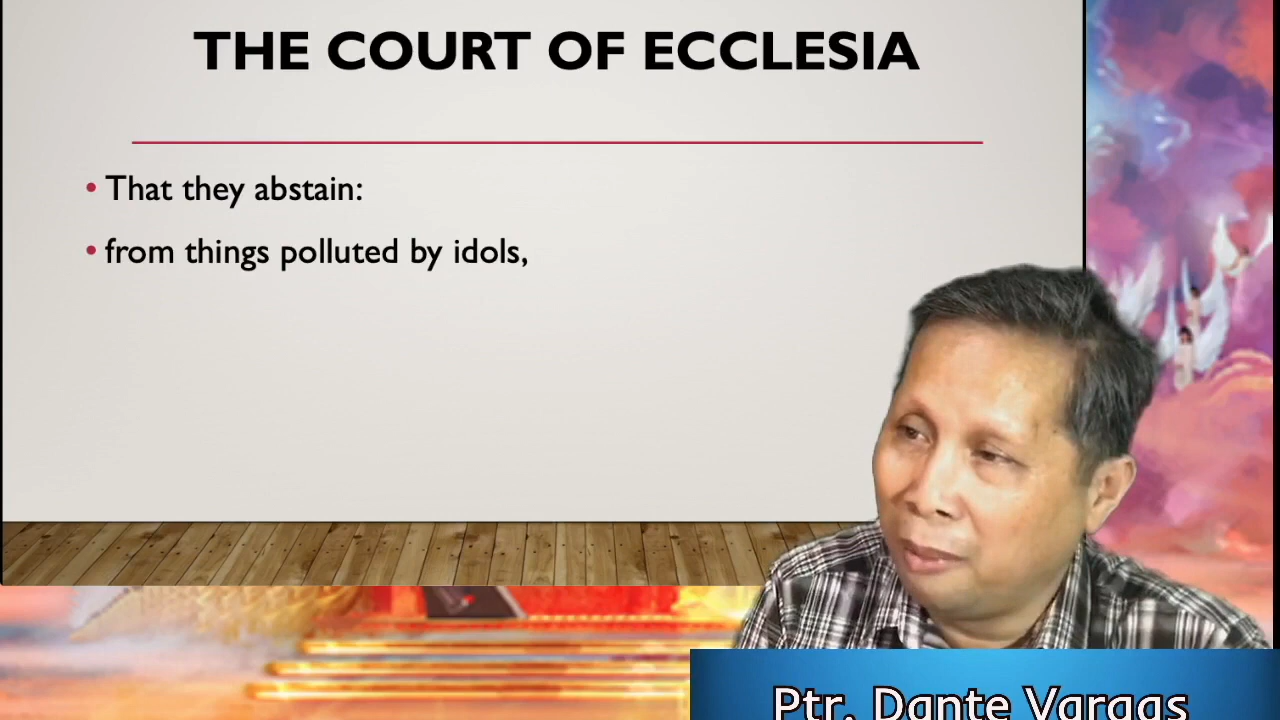 THE COURT OF ECCLESIA
• That they abstain:
• from things polluted by idols,
Ptr. Dante Vargas